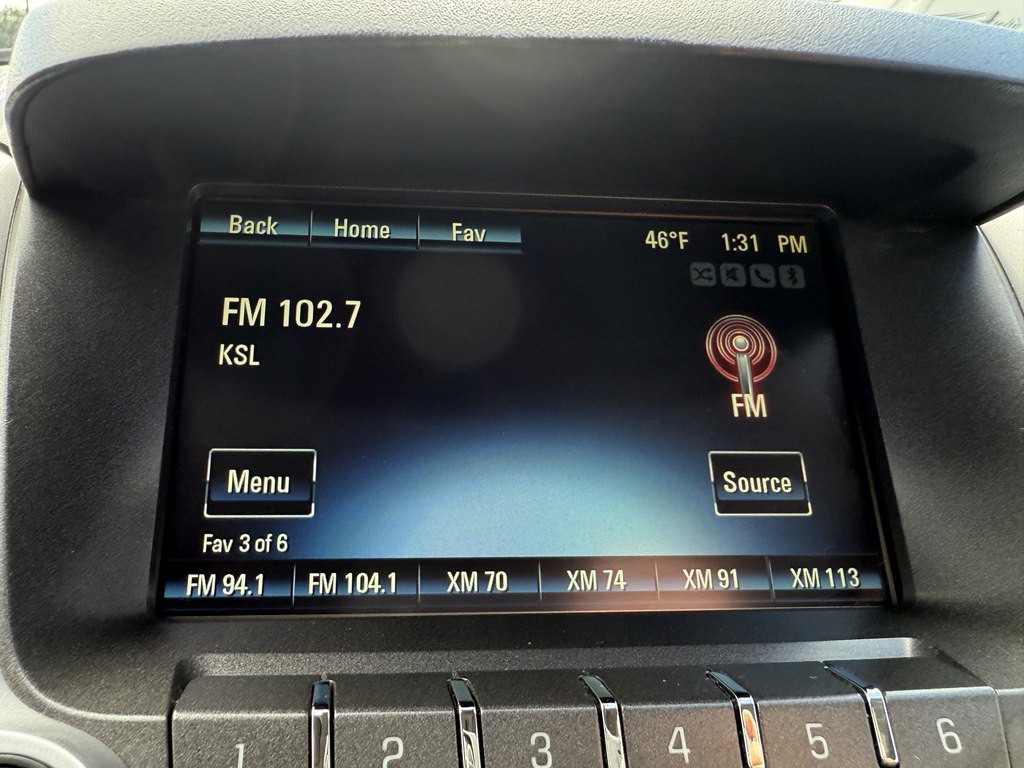 Back Home Fav
46°F 1:31 PM
FM 102.7
KSL
FM
Menu
Source
Fav 3 of 6
FM 94.1 FM 104.1 XM 70 XM 74 XM 91 XM 113
1 2 3 4 5 6